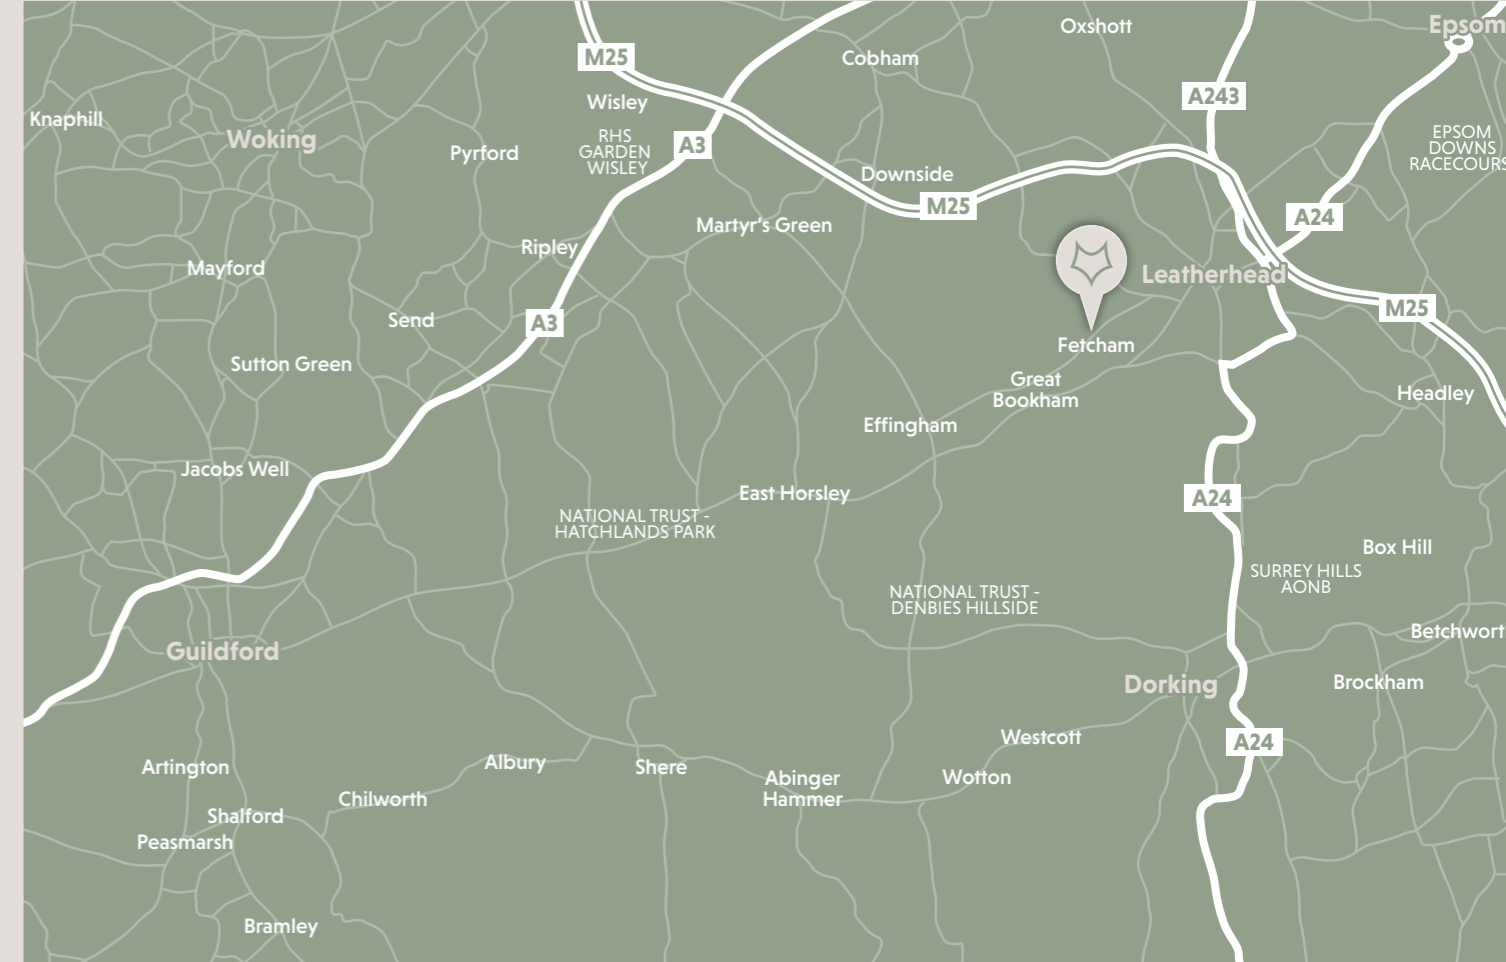 Oxshott
Epsom
M25
Cobham
A243
Wisley
Knaphill
Woking
RHS
GARDEN
WISLEY
A3
Pyrford
EPSOM
DOWNS
RACECOURS
Downside
M25
A24
Martyr's Green
Ripley
Mayford
Leatherhead
M25
Send
A3
Fetcham
Sutton Green
Great
Bookham
Headley
Effingham
Jacobs Well
East Horsley
A24
NATIONAL TRUST -
HATCHLANDS PARK
Box Hill
SURREY HILLS
AONB
NATIONAL TRUST -
DENBIES HILLSIDE
Betchwort
Guildford
Dorking
Brockham
Westcott
A24
Artington
Albury
Shere
Abinger
Hammer
Wotton
Chilworth
Shalford
Peasmarsh
Bramley